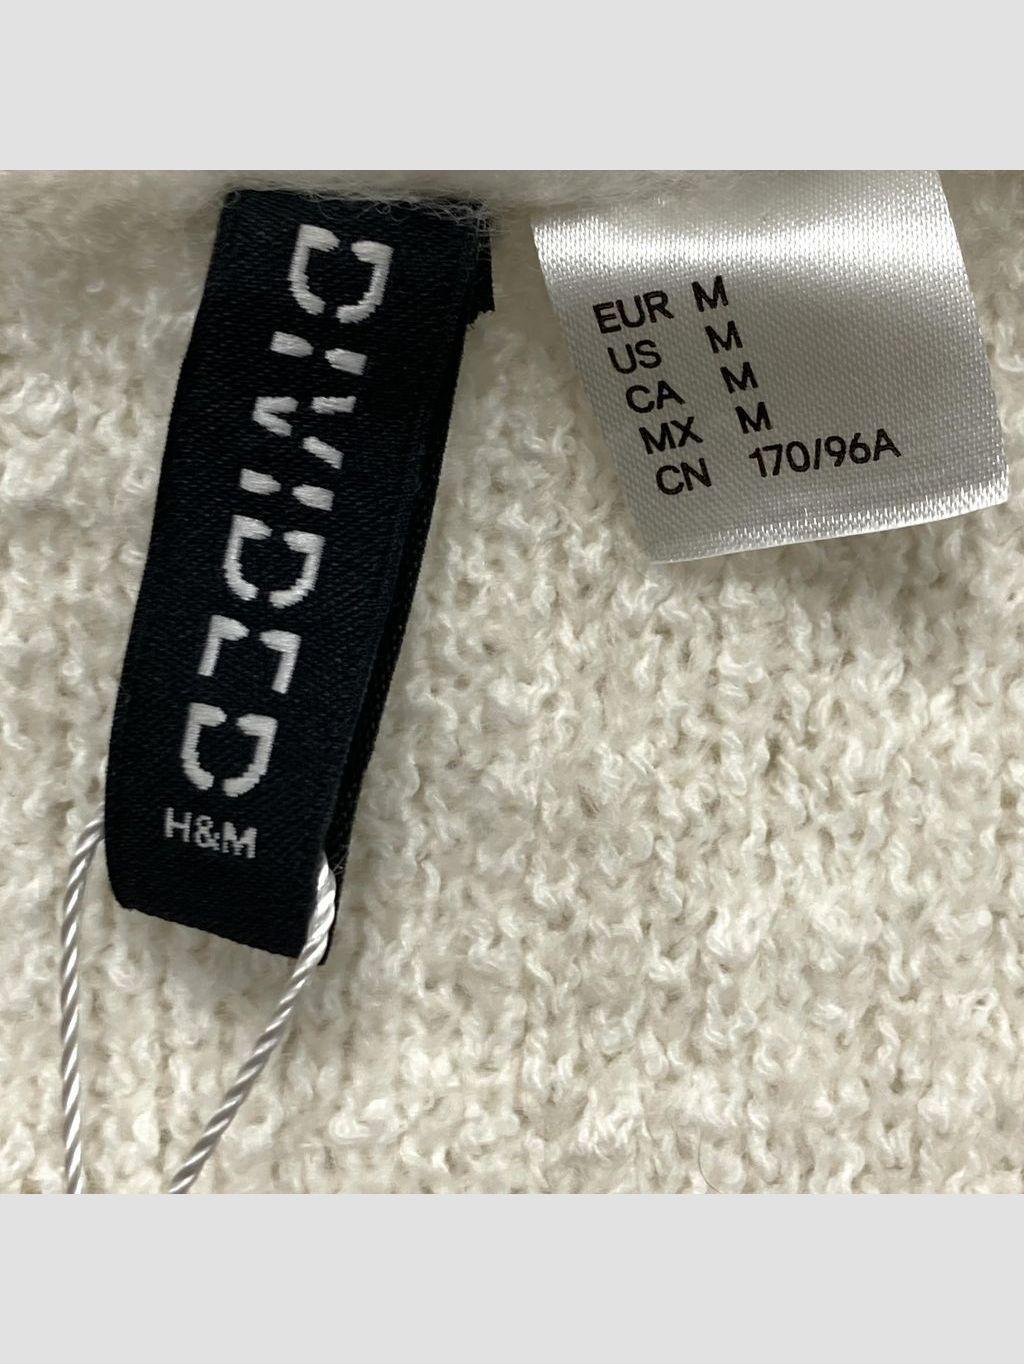 DIVIDED
H&M
EUR M
US M
CA M
MX M
CN 170/96A